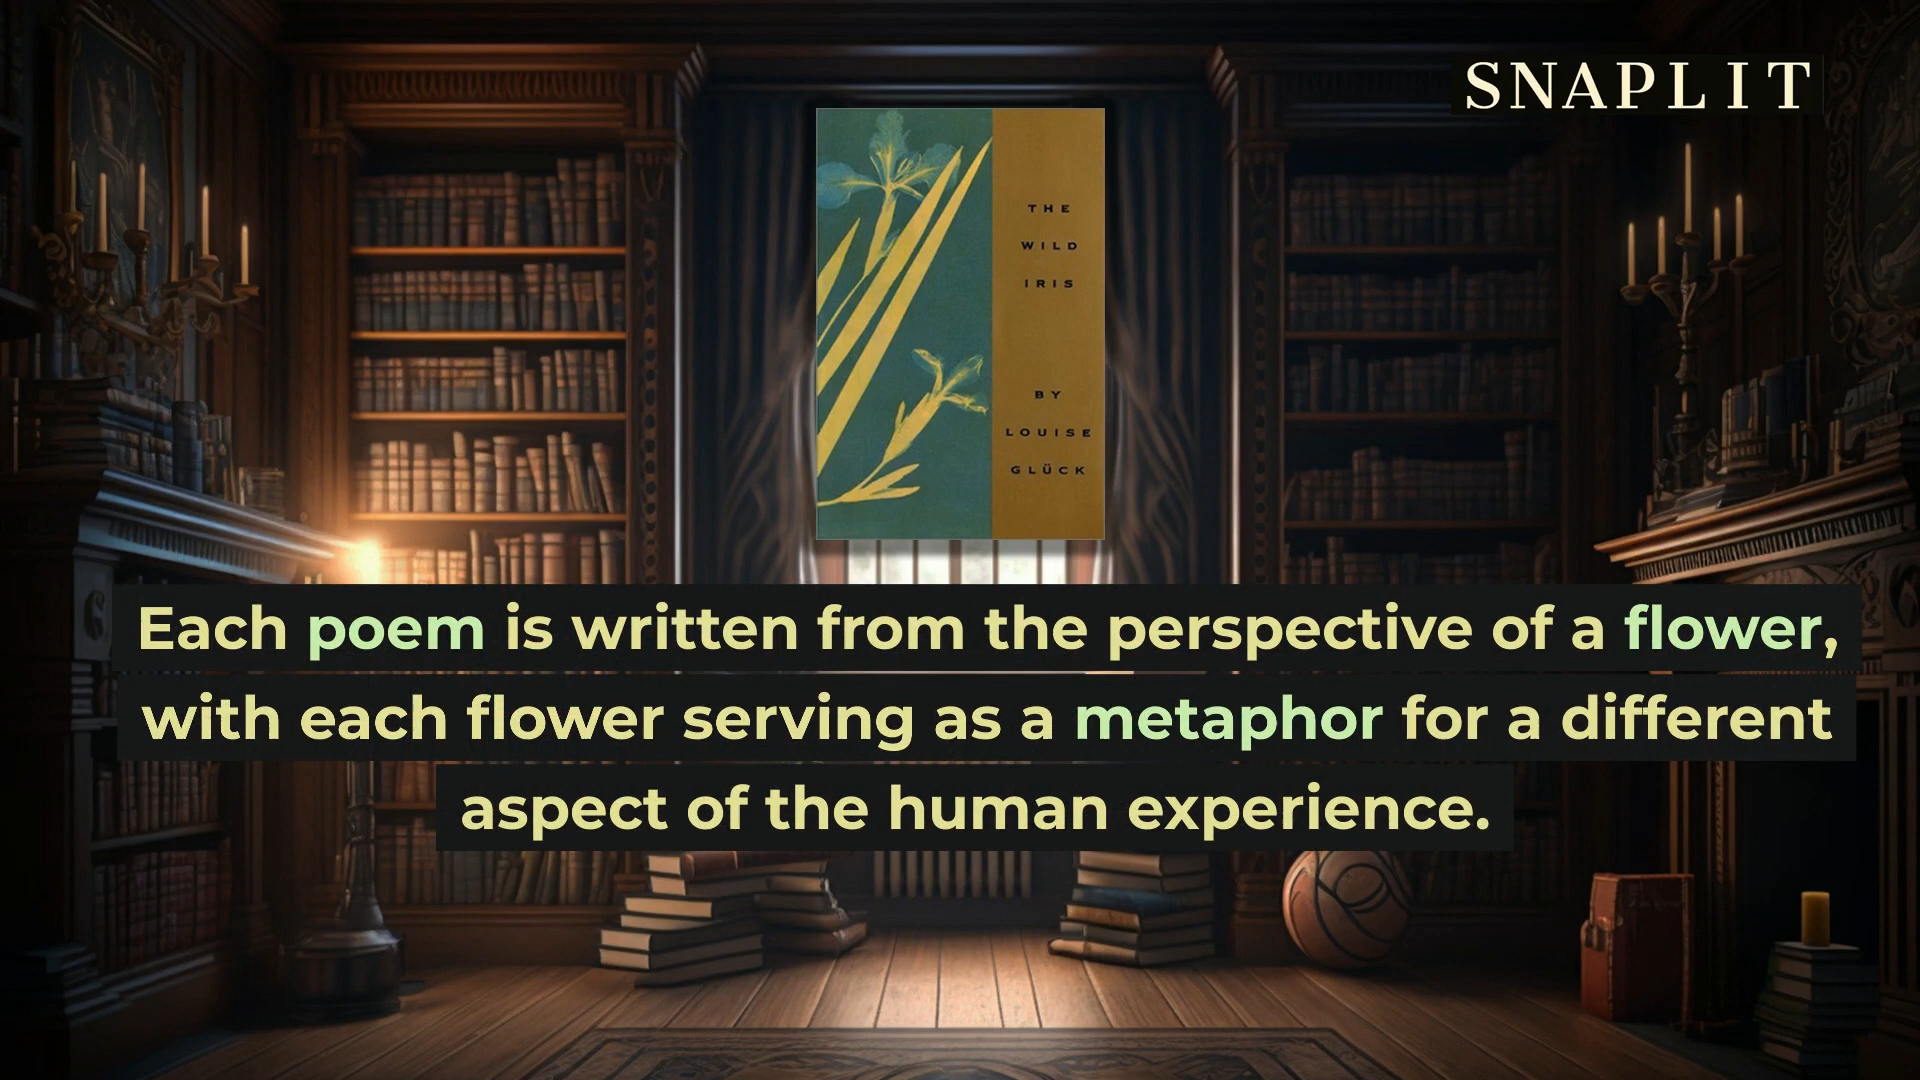 SNAPLIT
THE
WILD
IRIS
BY
LOUISE
GLÜCK
Each poem is written from the perspective of a flower,
with each flower serving as a metaphor for a different
aspect of the human experience.